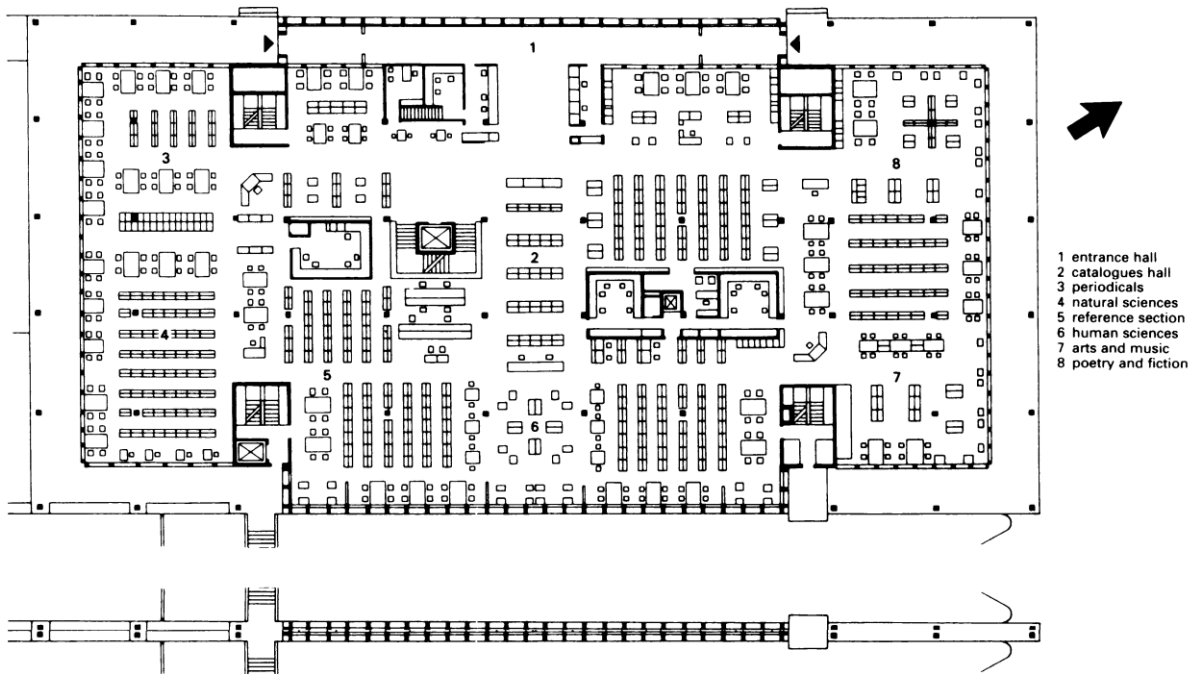 1
3
8
2
4
5
7
6
1 entrance hall
2 catalogues hall
3 periodicals
4 natural sciences
5 reference section
6 human sciences
7 arts and music
8 poetry and fiction